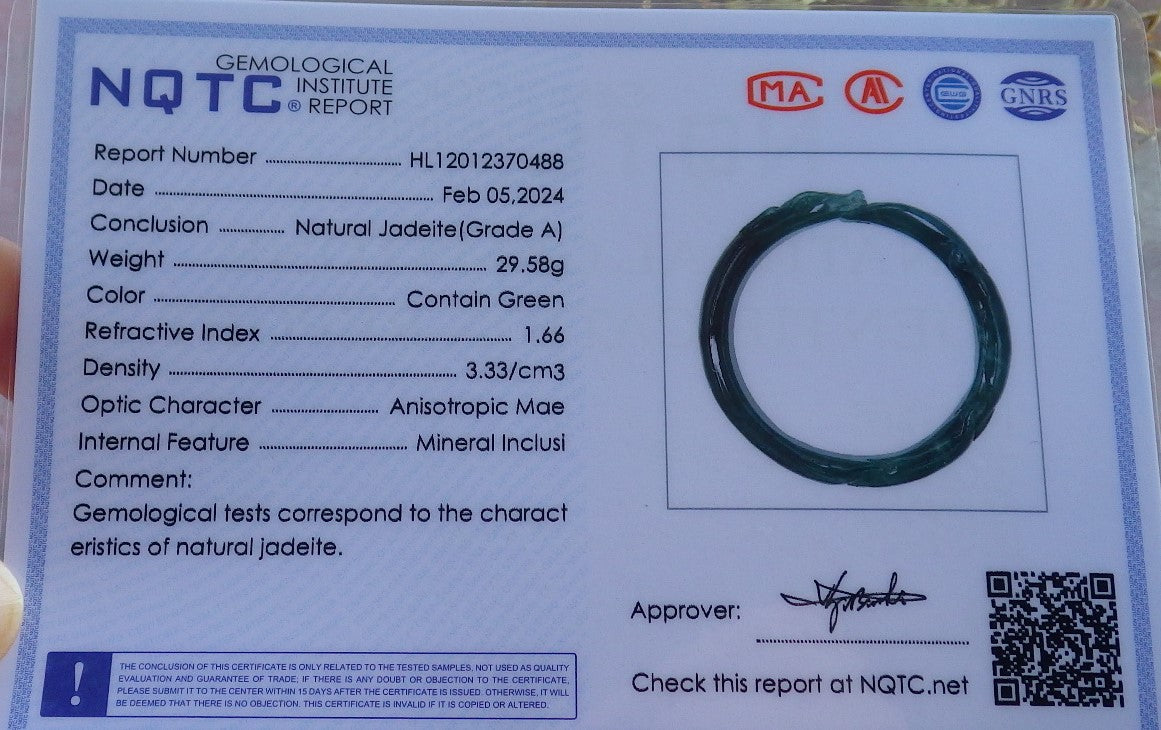 GEMOLOGICAL
NQTC INSTITUTE
® REPORT
MA
AL
CWS
GNRS
Report Number HL12012370488
Date Feb 05,2024
Conclusion Natural Jadeite(Grade A)
Weight 29.58g
Color Contain Green
Refractive Index 1.66
Density 3.33/cm3
Optic Character Anisotropic Mae
Internal Feature Mineral Inclusi
Comment:
Gemological tests correspond to the charact
eristics of natural jadeite.
Approver:
Check this report at NQTC.net
!
THE CONCLUSION OF THIS CERTIFICATE IS ONLY RELATED TO THE TESTED SAMPLES, NOT USED AS QUALITY
EVALUATION AND GUARANTEE OF TRADE; IF THERE IS ANY DOUBT OR OBJECTION TO THE CERTIFICATE,
PLEASE SUBMIT IT TO THE CENTER WITHIN 15 DAYS AFTER THE CERTIFICATE IS ISSUED. OTHERWISE, IT WILL
BE DEEMED THAT THERE IS NO OBJECTION. THIS CERTIFICATE IS INVALID IF IT IS COPIED OR ALTERED.